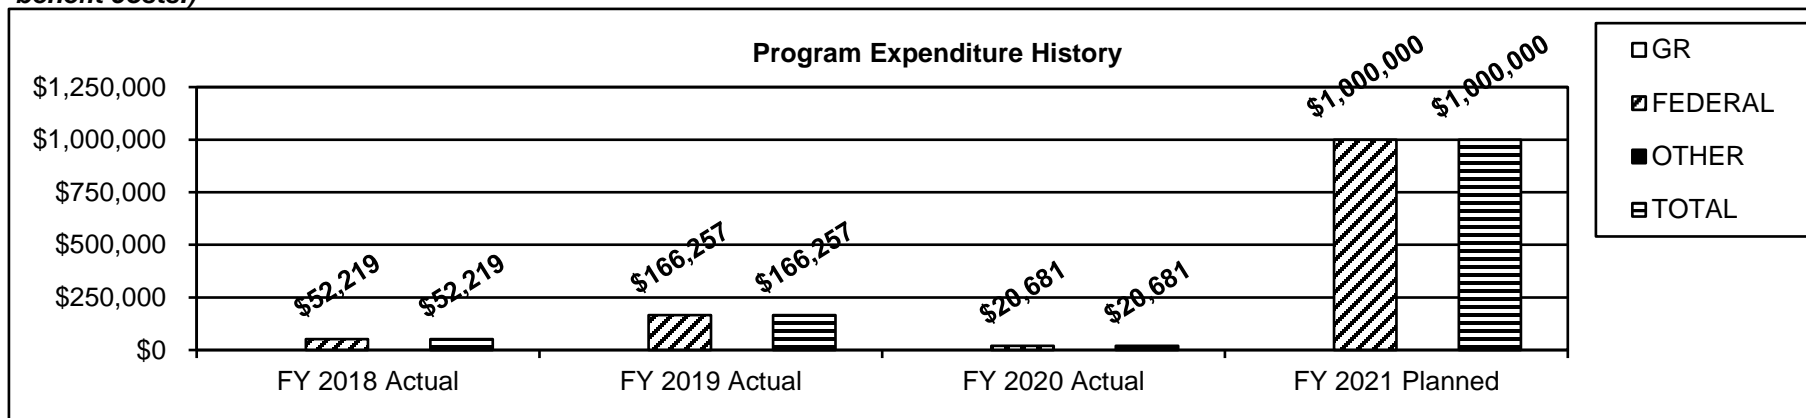 benefit costs.)
Program Expenditure History
GR
FEDERAL
OTHER
TOTAL
$1,250,000
$1,000,000
$750,000
$500,000
$250,000
$0
$52,219
$52,219
$166,257
$166,257
$20,681
$20,681
$1,000,000
$1,000,000
FY 2018 Actual
FY 2019 Actual
FY 2020 Actual
FY 2021 Planned